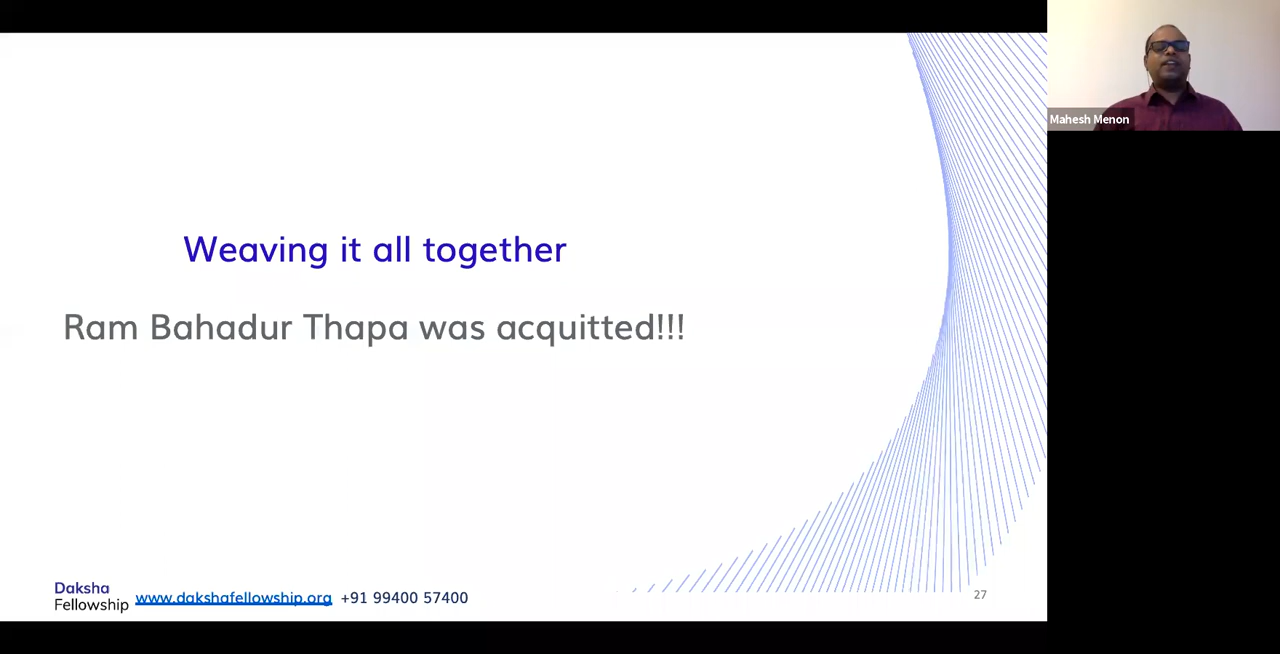 Mahesh Menon
Weaving it all together
Ram Bahadur Thapa was acquitted!!!
Daksha
Fellowship
www.dakshafellowship.org +91 99400 57400
27